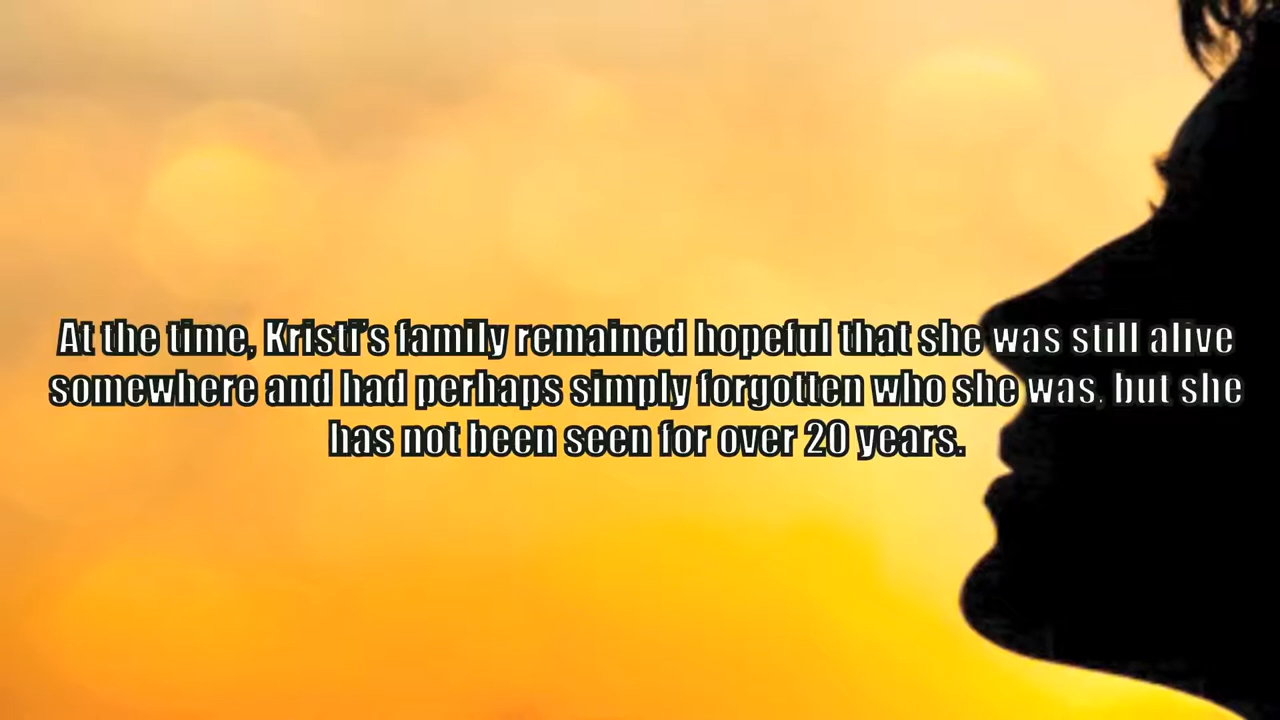 At the time, Kristi's family remained hopeful that she was still alive
somewhere and had perhaps simply forgotten who she was, but she
has not been seen for over 20 years.